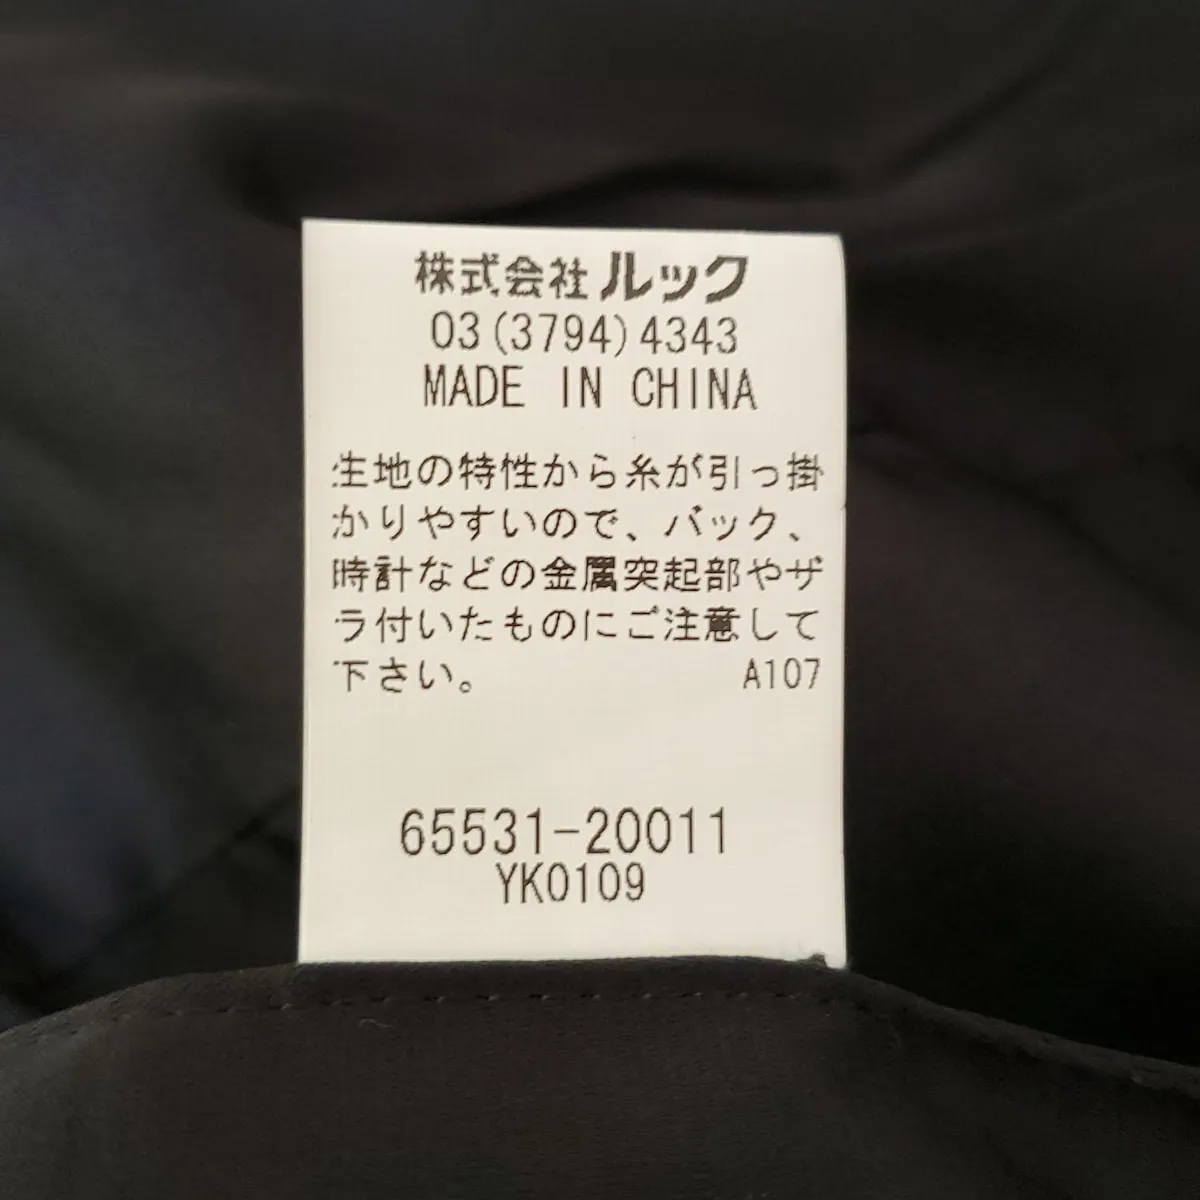 株式会社ルック
03(3794)4343
MADE IN CHINA
生地の特性から糸が引っ掛
かりやすいので、バック、
時計などの金属突起部やザ
ラ付いたものにご注意して
下さい。 A107
65531-20011
YK0109